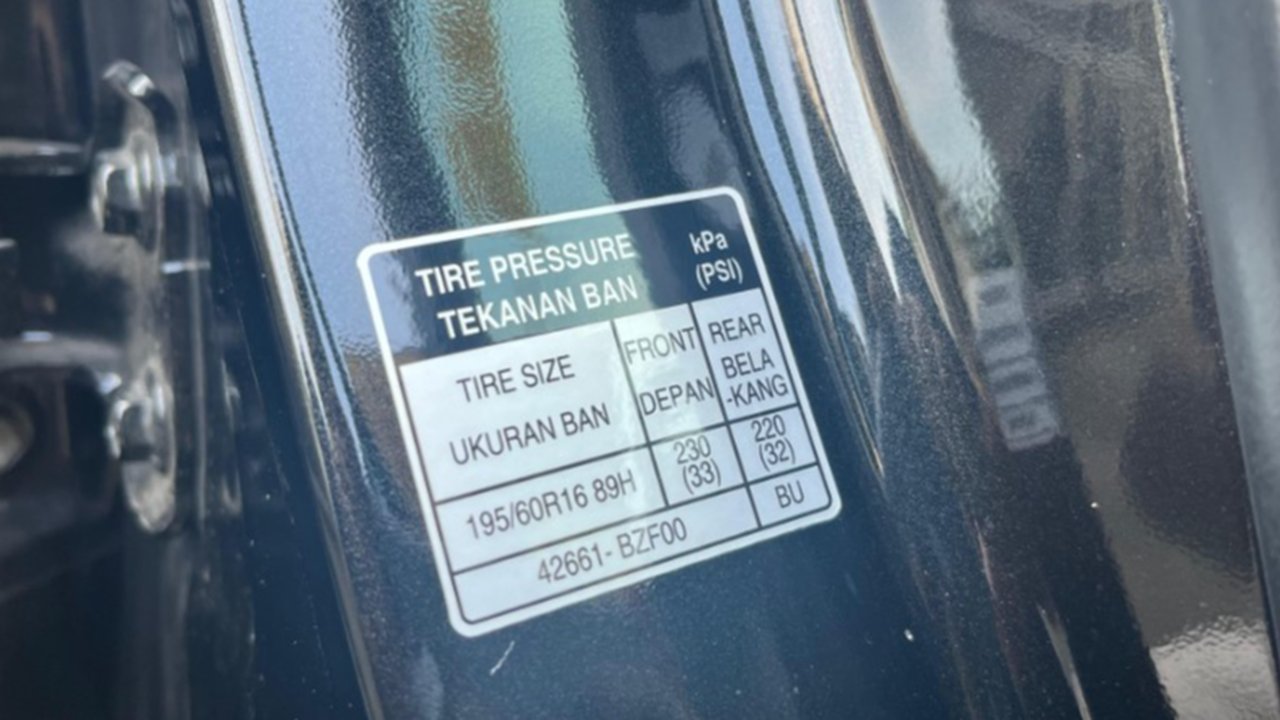 TIRE PRESSURE
TEKANAN BAN
kPa
(PSI)
TIRE SIZE
UKURAN BAN
FRONT
DEPAN
REAR
BELA
-KANG
195/60R16 89H
230
(33)
220
(32)
42661- BZF00
BU